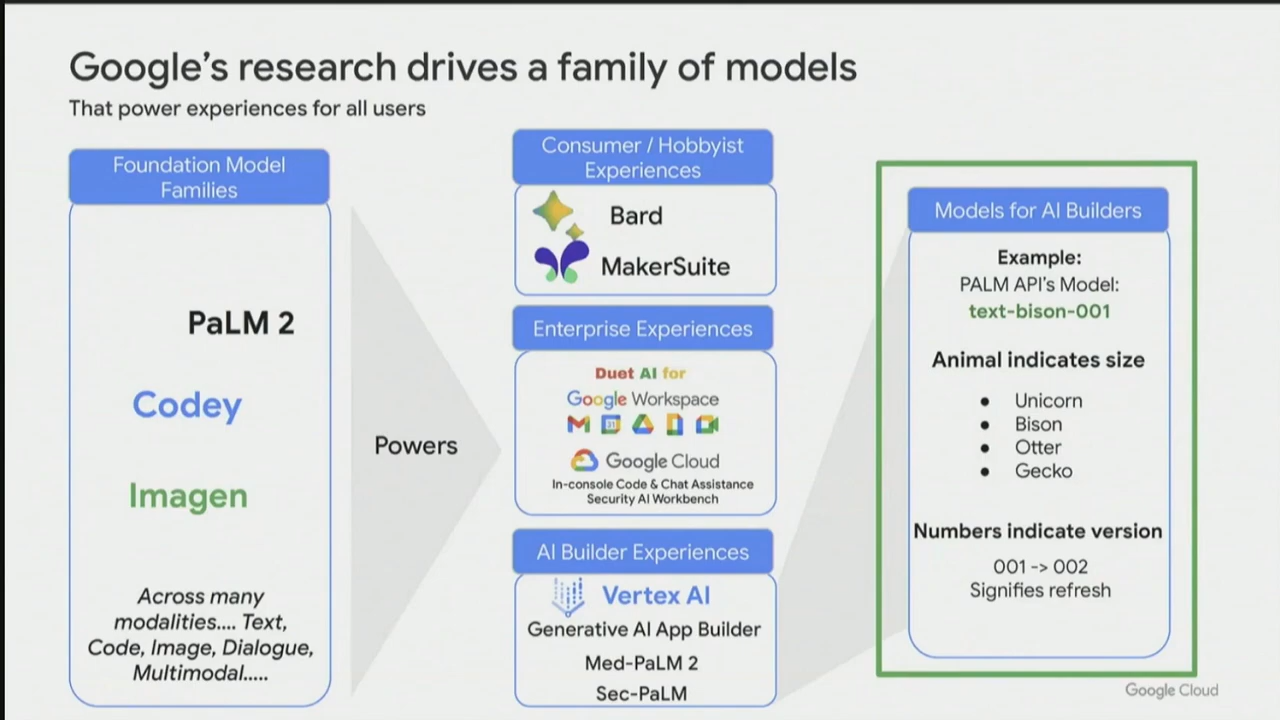 Google's research drives a family of models
That power experiences for all users
Foundation Model
Families
PaLM 2
Codey
Imagen
Across many
modalities.... Text,
Code, Image, Dialogue,
Multimodal.....
Powers
Consumer / Hobbyist
Experiences
Bard
MakerSuite
Enterprise Experiences
Duet AI for
Google Workspace
31
Google Cloud
In-console Code & Chat Assistance
Security AI Workbench
AI Builder Experiences
Vertex AI
Generative AI App Builder
Med-PaLM 2
Sec-PaLM
Models for AI Builders
Example:
PALM API's Model:
text-bison-001
Animal indicates size
● Unicorn
● Bison
● Otter
● Gecko
Numbers indicate version
001 -> 002
Signifies refresh
Google Cloud